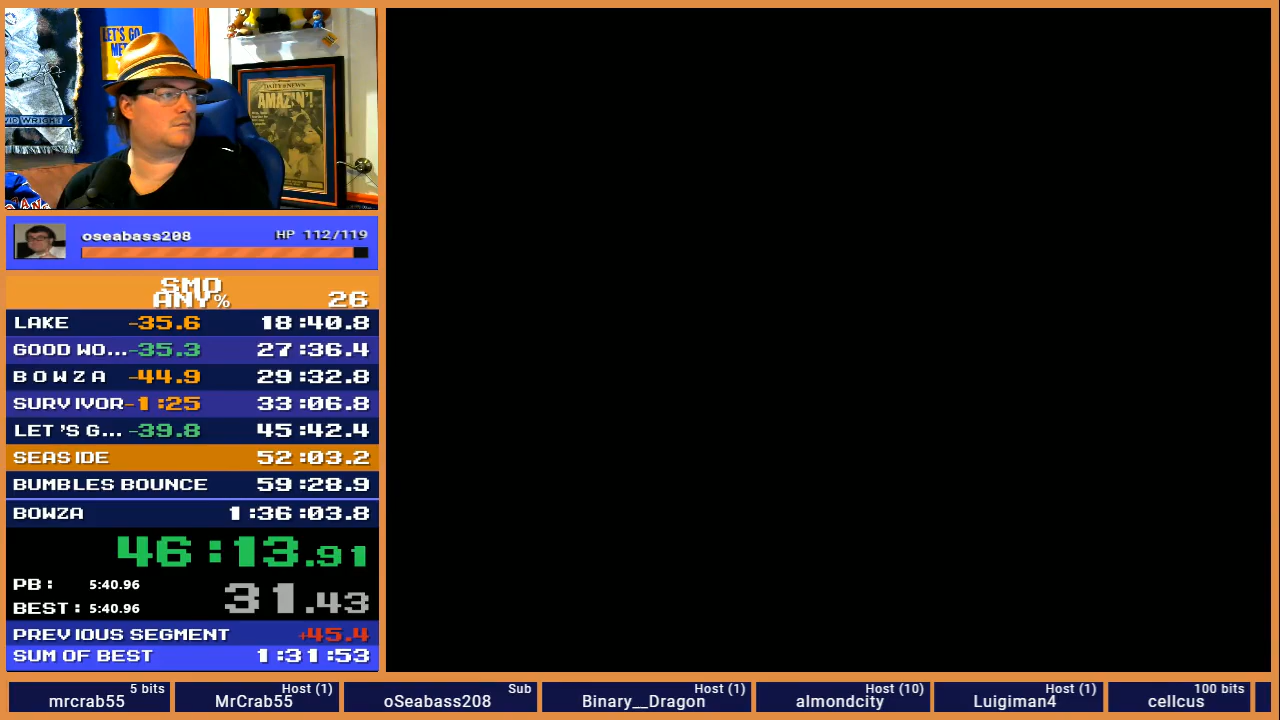 LET'S GO
MET
DAILY NEWS
AMAZIN'!
VID WRIGHT
oseabass208 HP 112/119
SMO
ANY% 26
LAKE -35.6 18:40.8
GOOD WO... -35.3 27:36.4
BOWZA -44.9 29:32.8
SURVIVOR -1:25 33:06.8
LET'S G... -39.8 45:42.4
SEASIDE 52:03.2
BUMBLES BOUNCE 59:28.9
BOWZA 1:36:03.8
46:13.91
PB: 5:40.96
BEST: 5:40.96
31.43
PREVIOUS SEGMENT +45.4
SUM OF BEST 1:31:53
5 bits
mrcrab55
Host (1)
MrCrab55
Sub
oSeabass208
Host (1)
Binary__Dragon
Host (10)
almondcity
Host (1)
Luigiman4
100 bits
cellcus